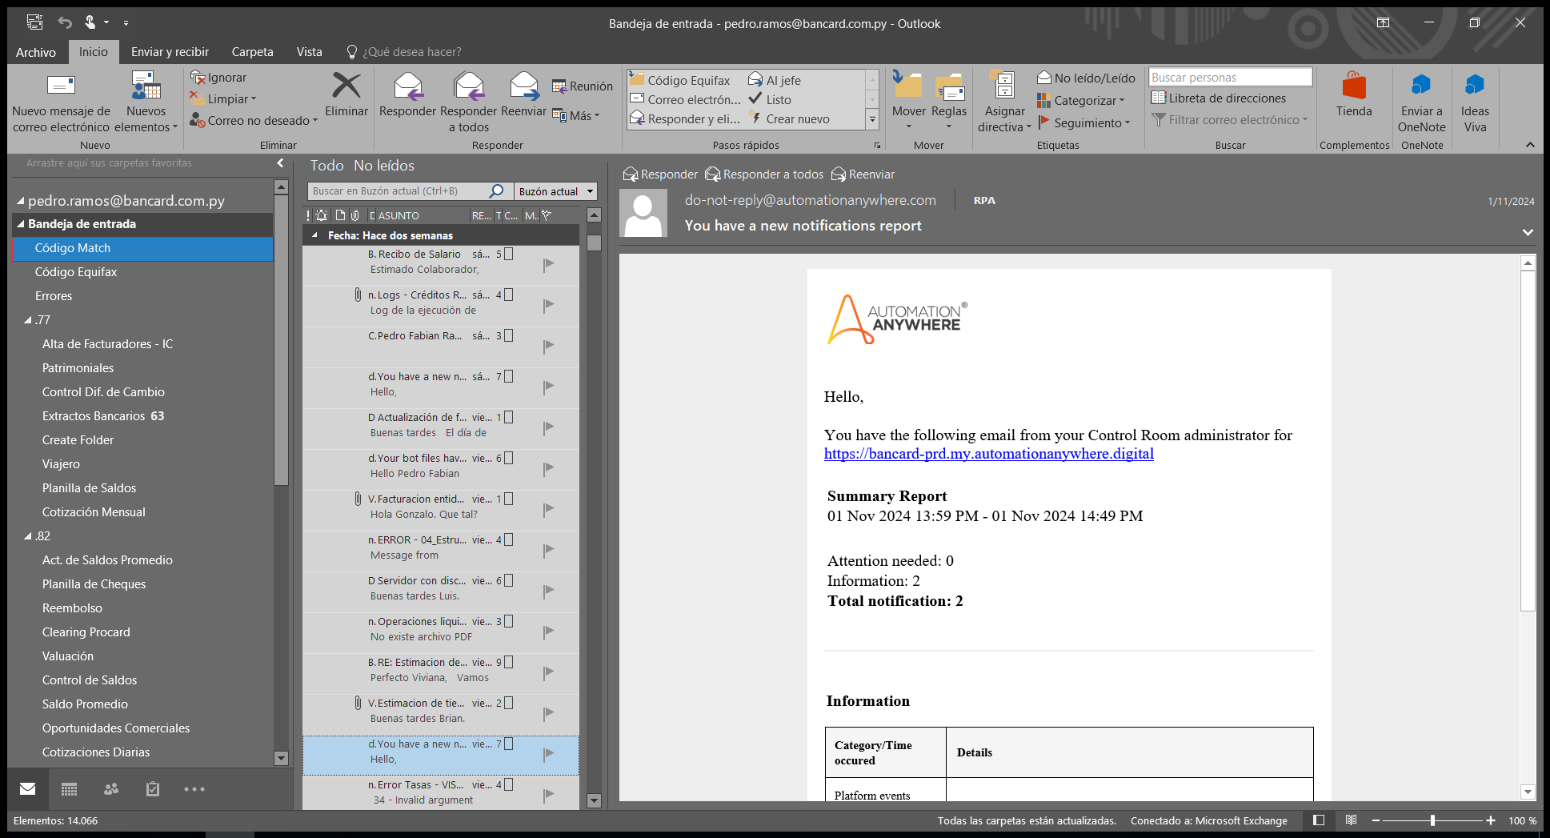 Bandeja de entrada - pedro.ramos@bancard.com.py - Outlook
Archivo Inicio Enviar y recibir Carpeta Vista ¿Qué desea hacer?
Nuevo mensaje de correo electrónico
Nuevos elementos
Nuevo
Ignorar
Limpiar
Correo no deseado
Eliminar
Eliminar
Responder
Responder a todos
Reenviar
Reunión
Más
Responder
Código Equifax
Correo electrón...
Responder y eli...
Al jefe
Listo
Crear nuevo
Pasos rápidos
Mover
Reglas
Mover
Asignar directiva
No leído/Leído
Categorizar
Seguimiento
Etiquetas
Buscar personas
Libreta de direcciones
Filtrar correo electrónico
Buscar
Tienda
Complementos
Enviar a OneNote
OneNote
Ideas
Viva
Arrastre aquí sus carpetas favoritas
pedro.ramos@bancard.com.py
Bandeja de entrada
Código Match
Código Equifax
Errores
.77
Alta de Facturadores - IC
Patrimoniales
Control Dif. de Cambio
Extractos Bancarios 63
Create Folder
Viajero
Planilla de Saldos
Cotización Mensual
.82
Act. de Saldos Promedio
Planilla de Cheques
Reembolso
Clearing Procard
Valuación
Control de Saldos
Saldo Promedio
Oportunidades Comerciales
Cotizaciones Diarias
Todo No leídos
Buscar en Buzón actual (Ctrl+B) Buzón actual
ASUNTO RE... T C... M...
Fecha: Hace dos semanas
B. Recibo de Salario sá... 5
Estimado Colaborador,
n. Logs - Créditos R... sá... 4
Log de la ejecución de
C. Pedro Fabian Ra... sá... 3
d. You have a new n... sá... 7
Hello,
D Actualización de f... vie... 1
Buenas tardes El día de
d. Your bot files hav... vie... 6
Hello Pedro Fabian
V. Facturacion entid... vie... 1
Hola Gonzalo. Que tal?
n. ERROR - 04_Estru... vie... 4
Message from
D Servidor con disc... vie... 6
Buenas tardes Luis.
n. Operaciones liqui... vie... 3
No existe archivo PDF
B. RE: Estimacion de... vie... 9
Perfecto Viviana, Vamos
V. Estimacion de tie... vie... 2
Buenas tardes Brian.
d. You have a new n... vie... 7
Hello,
n. Error Tasas - VIS... vie... 4
34 - Invalid argument
Responder Responder a todos Reenviar
do-not-reply@automationanywhere.com RPA 1/11/2024
You have a new notifications report
AUTOMATION
ANYWHERE®
Hello,
You have the following email from your Control Room administrator for
https://bancard-prd.my.automationanywhere.digital
Summary Report
01 Nov 2024 13:59 PM - 01 Nov 2024 14:49 PM
Attention needed: 0
Information: 2
Total notification: 2
Information
Category/Time occured
Details
Platform events
Elementos: 14.066 Todas las carpetas están actualizadas. Conectado a: Microsoft Exchange 100 %